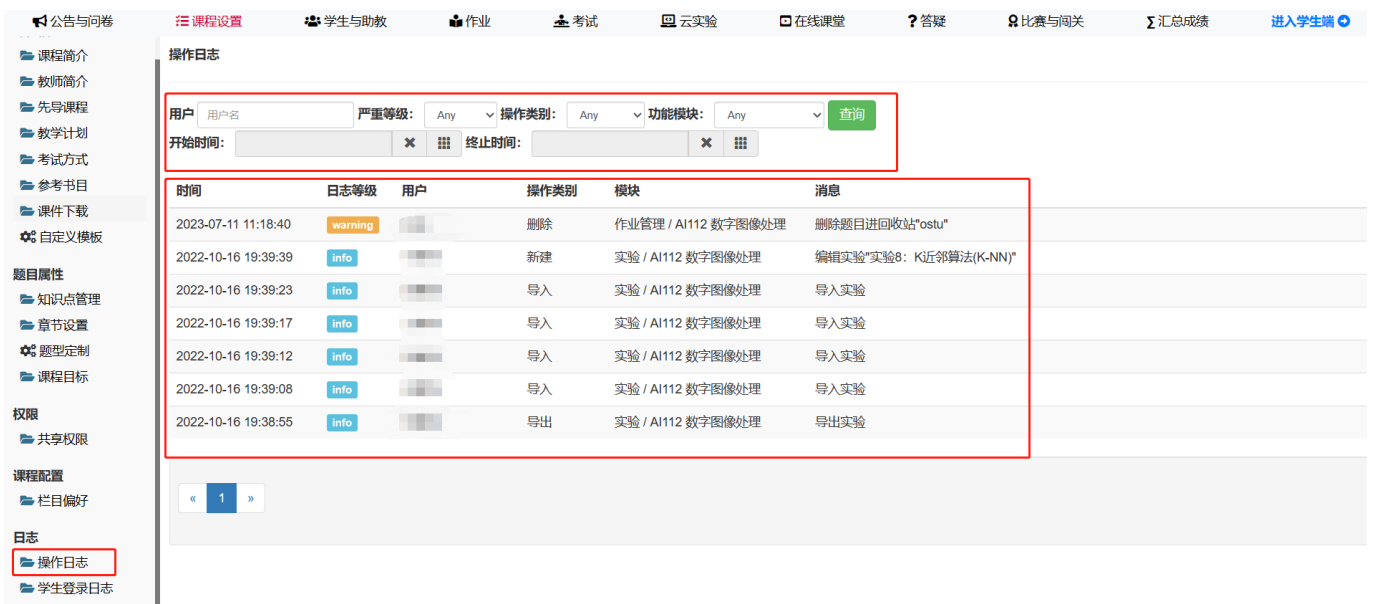 公告与问卷 课程设置 学生与助教 作业 考试 云实验 在线课堂 答疑 比赛与闯关 汇总成绩 进入学生端
课程简介
教师简介
先导课程
教学计划
考试方式
参考书目
课件下载
自定义模板
题目属性
知识点管理
章节设置
题型定制
课程目标
权限
共享权限
课程配置
栏目偏好
日志
操作日志
学生登录日志
操作日志
用户 用户名 严重等级: Any 操作类别: Any 功能模块: Any 查询
开始时间: 终止时间:
时间 日志等级 用户 操作类别 模块 消息
2023-07-11 11:18:40 warning 删除 作业管理 / AI112 数字图像处理 删除题目进回收站"ostu"
2022-10-16 19:39:39 info 新建 实验 / AI112 数字图像处理 编辑实验"实验8：K近邻算法(K-NN)"
2022-10-16 19:39:23 info 导入 实验 / AI112 数字图像处理 导入实验
2022-10-16 19:39:17 info 导入 实验 / AI112 数字图像处理 导入实验
2022-10-16 19:39:12 info 导入 实验 / AI112 数字图像处理 导入实验
2022-10-16 19:39:08 info 导入 实验 / AI112 数字图像处理 导入实验
2022-10-16 19:38:55 info 导出 实验 / AI112 数字图像处理 导出实验
« 1 »